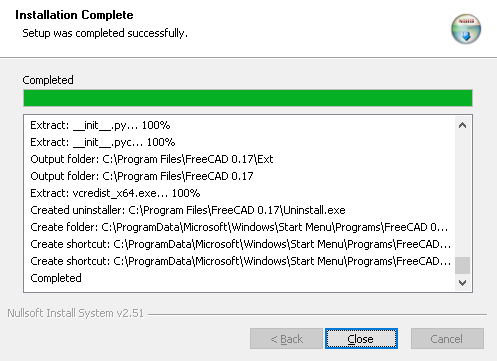 Installation Complete
Setup was completed successfully.
Completed
Extract: __init__.py... 100%
Extract: __init__.pyc... 100%
Output folder: C:\Program Files\FreeCAD 0.17\Ext
Output folder: C:\Program Files\FreeCAD 0.17
Extract: vcredist_x64.exe... 100%
Created uninstaller: C:\Program Files\FreeCAD 0.17\Uninstall.exe
Create folder: C:\ProgramData\Microsoft\Windows\Start Menu\Programs\FreeCAD 0...
Create shortcut: C:\ProgramData\Microsoft\Windows\Start Menu\Programs\FreeCAD...
Create shortcut: C:\ProgramData\Microsoft\Windows\Start Menu\Programs\FreeCAD...
Completed
Nullsoft Install System v2.51
< Back Close Cancel